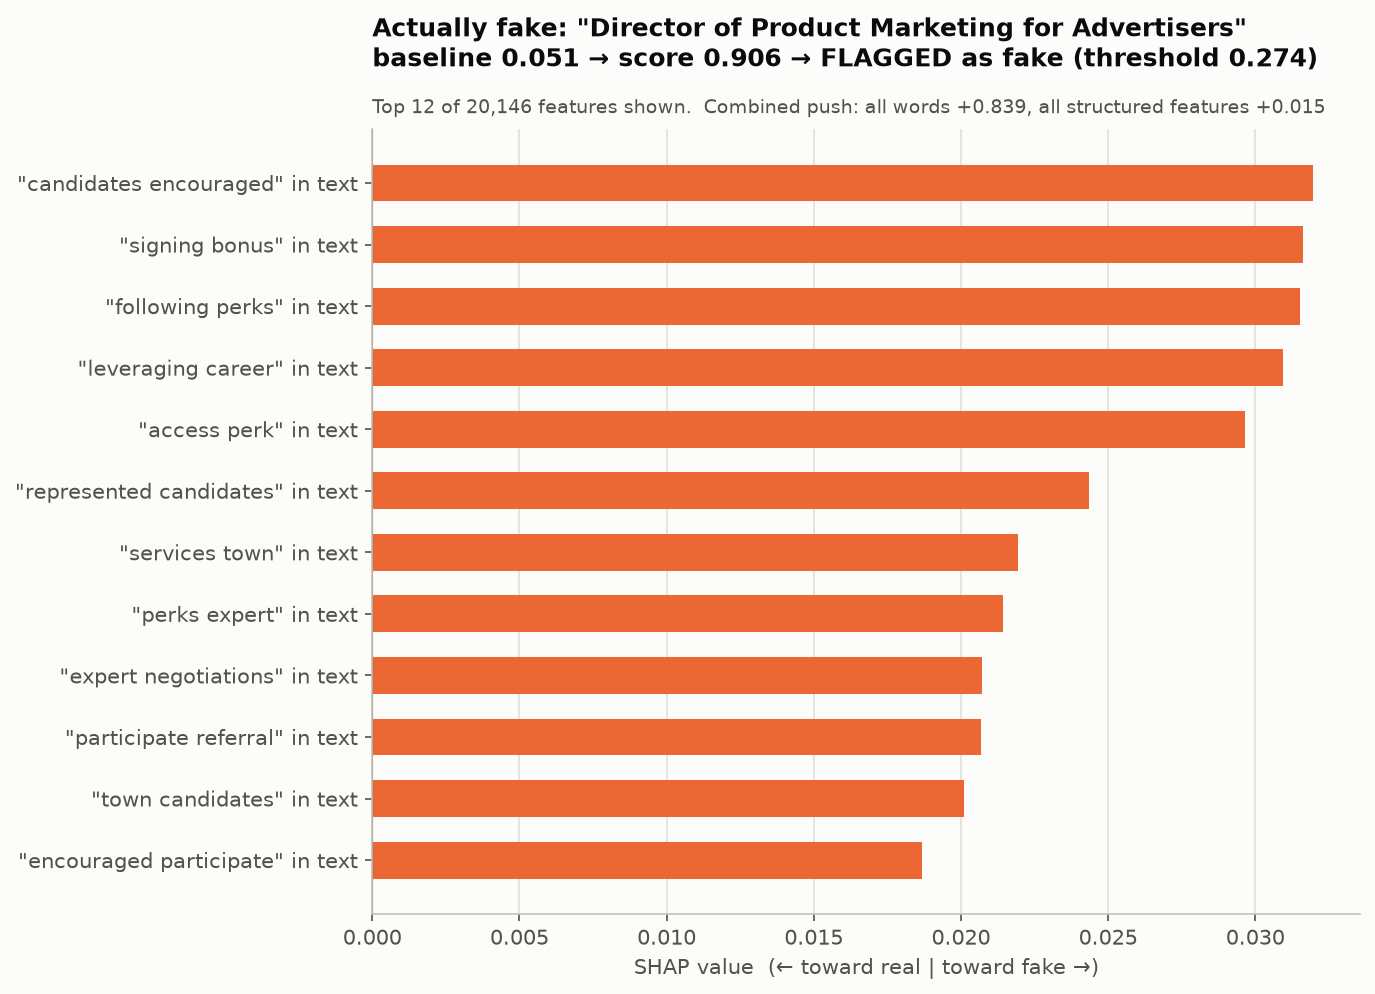 Actually fake: "Director of Product Marketing for Advertisers"
baseline 0.051 → score 0.906 → FLAGGED as fake (threshold 0.274)
Top 12 of 20,146 features shown.  Combined push: all words +0.839, all structured features +0.015
"candidates encouraged" in text
"signing bonus" in text
"following perks" in text
"leveraging career" in text
"access perk" in text
"represented candidates" in text
"services town" in text
"perks expert" in text
"expert negotiations" in text
"participate referral" in text
"town candidates" in text
"encouraged participate" in text
0.000 0.005 0.010 0.015 0.020 0.025 0.030
SHAP value  (← toward real | toward fake →)